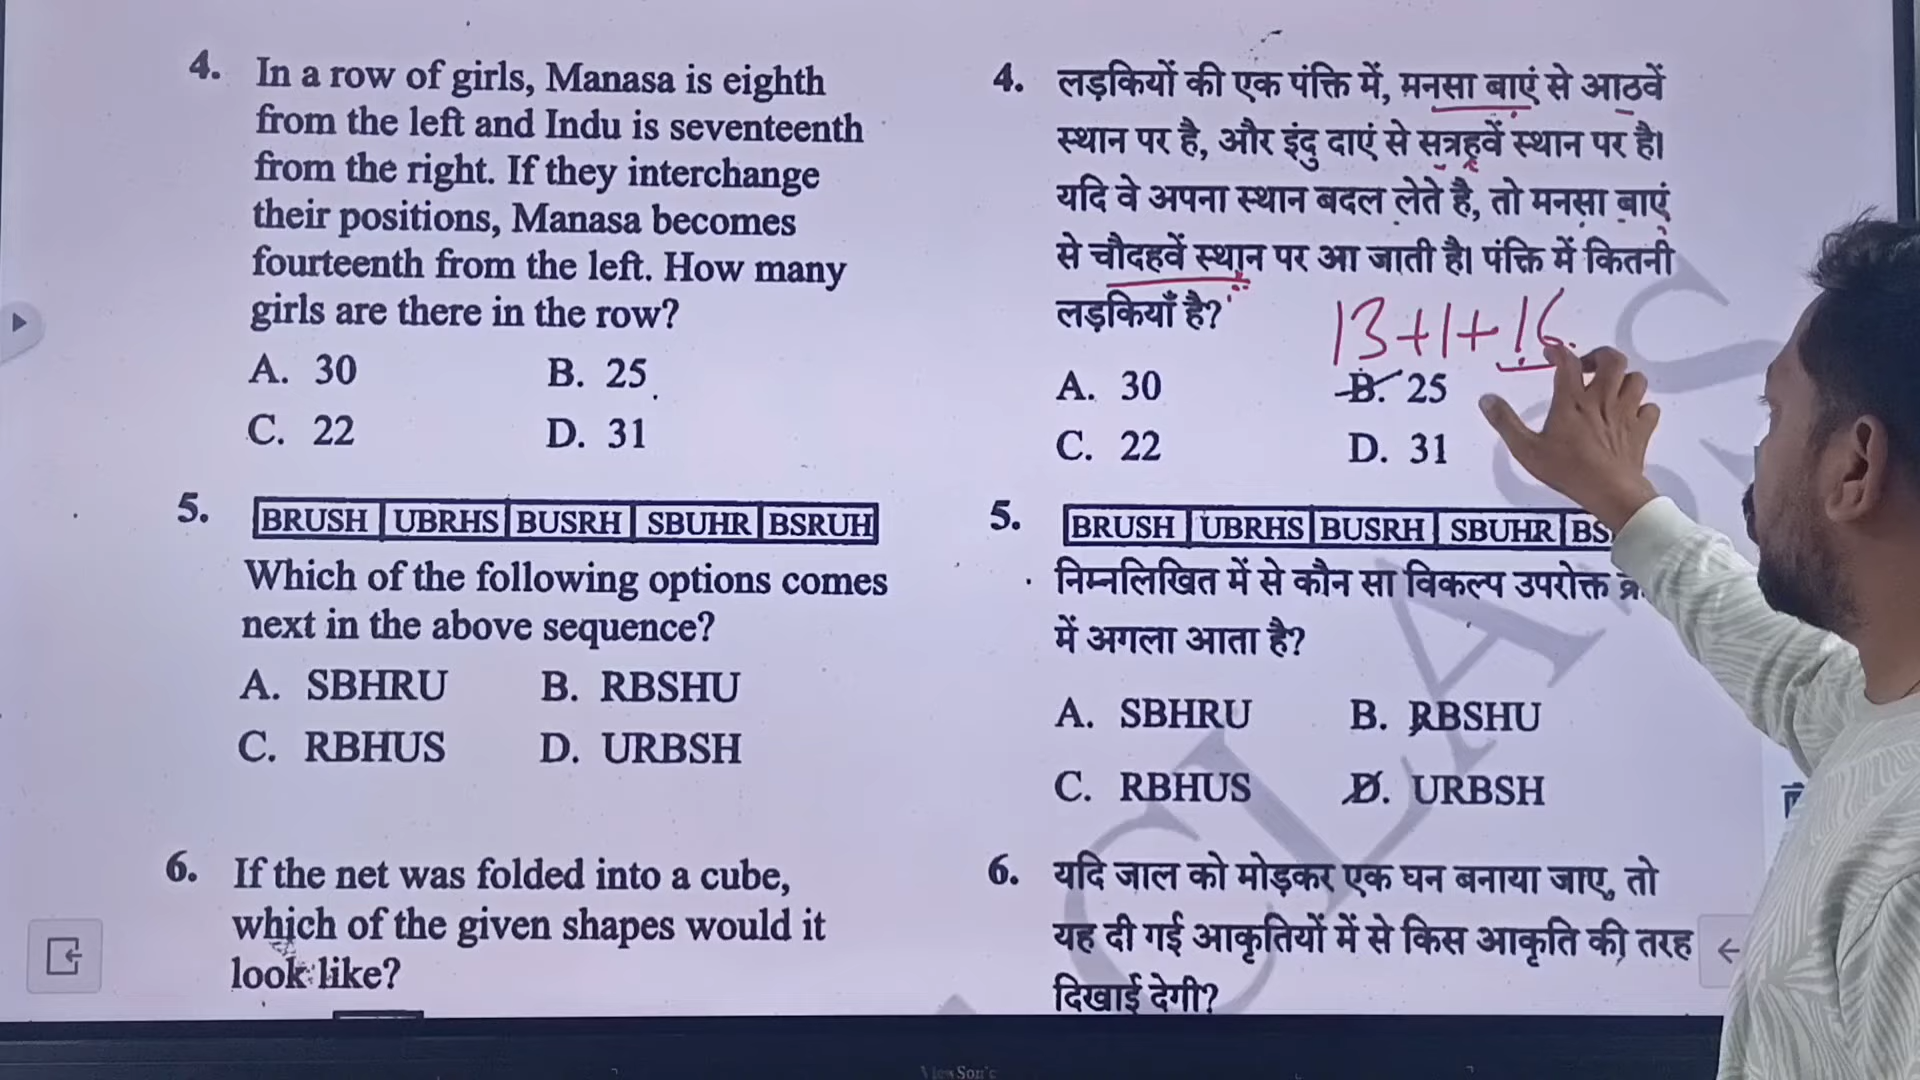 4. In a row of girls, Manasa is eighth
from the left and Indu is seventeenth
from the right. If they interchange
their positions, Manasa becomes
fourteenth from the left. How many
girls are there in the row?
A. 30 B. 25
C. 22 D. 31
5. BRUSH UBRHS BUSRH SBUHR BSRUH
Which of the following options comes
next in the above sequence?
A. SBHRU B. RBSHU
C. RBHUS D. URBSH
6. If the net was folded into a cube,
which of the given shapes would it
look like?
4. लड़कियों की एक पंक्ति में, मनसा बाएं से आठवें
स्थान पर है, और इंदु दाएं से सत्रहवें स्थान पर है।
यदि वे अपना स्थान बदल लेते है, तो मनसा बाएं
से चौदहवें स्थान पर आ जाती है। पंक्ति में कितनी
लड़कियाँ है?
13+1+16
A. 30 B. 25
C. 22 D. 31
5. BRUSH UBRHS BUSRH SBUHR BS
निम्नलिखित में से कौन सा विकल्प उपरोक्त
में अगला आता है?
A. SBHRU B. RBSHU
C. RBHUS D. URBSH
6. यदि जाल को मोड़कर एक घन बनाया जाए, तो
यह दी गई आकृतियों में से किस आकृति की तरह
दिखाई देगी?
CLASS